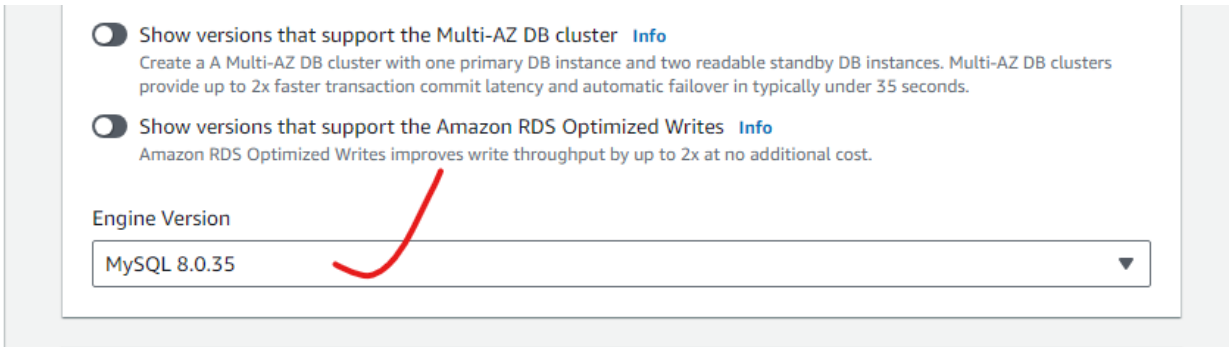 Show versions that support the Multi-AZ DB cluster Info
Create a A Multi-AZ DB cluster with one primary DB instance and two readable standby DB instances. Multi-AZ DB clusters
provide up to 2x faster transaction commit latency and automatic failover in typically under 35 seconds.
Show versions that support the Amazon RDS Optimized Writes Info
Amazon RDS Optimized Writes improves write throughput by up to 2x at no additional cost.
Engine Version
MySQL 8.0.35